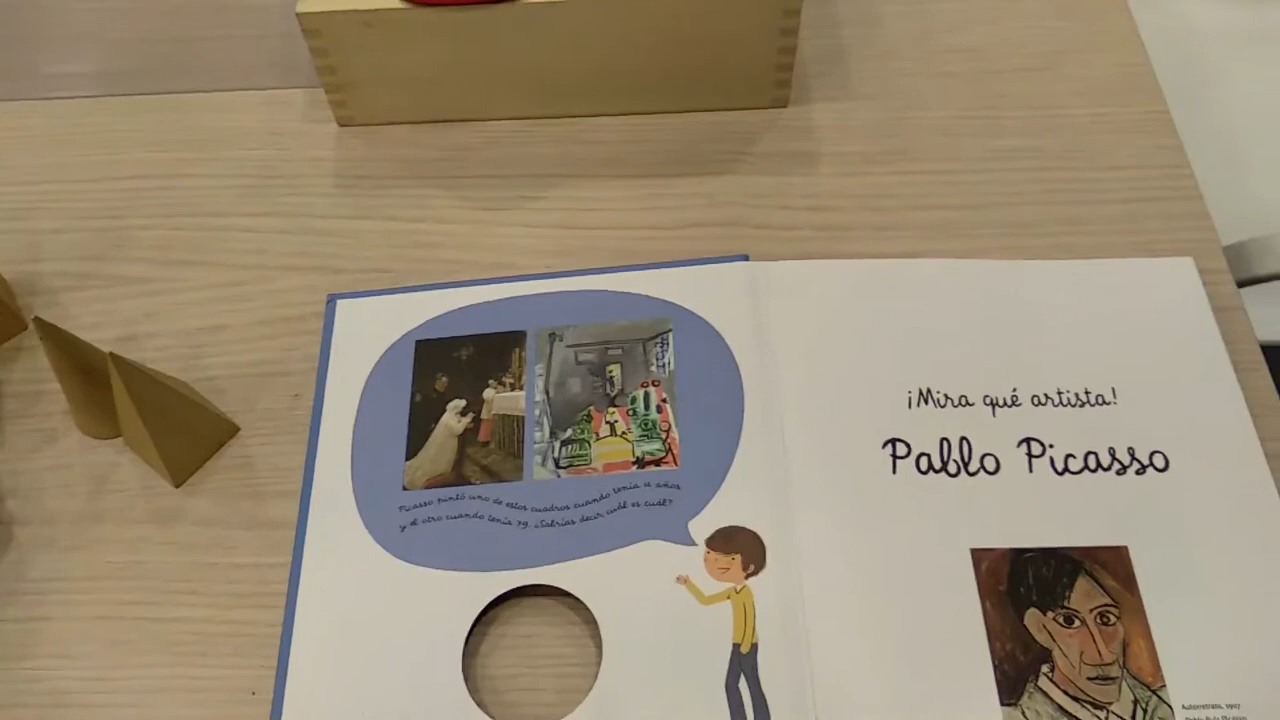 Picasso pintó uno de estos cuadros cuando tenía 14 años
y el otro cuando tenía 79. ¿Sabrías decir cuál es cuál?
¡Mira qué artista!
Pablo Picasso
Autorretrato, 1907